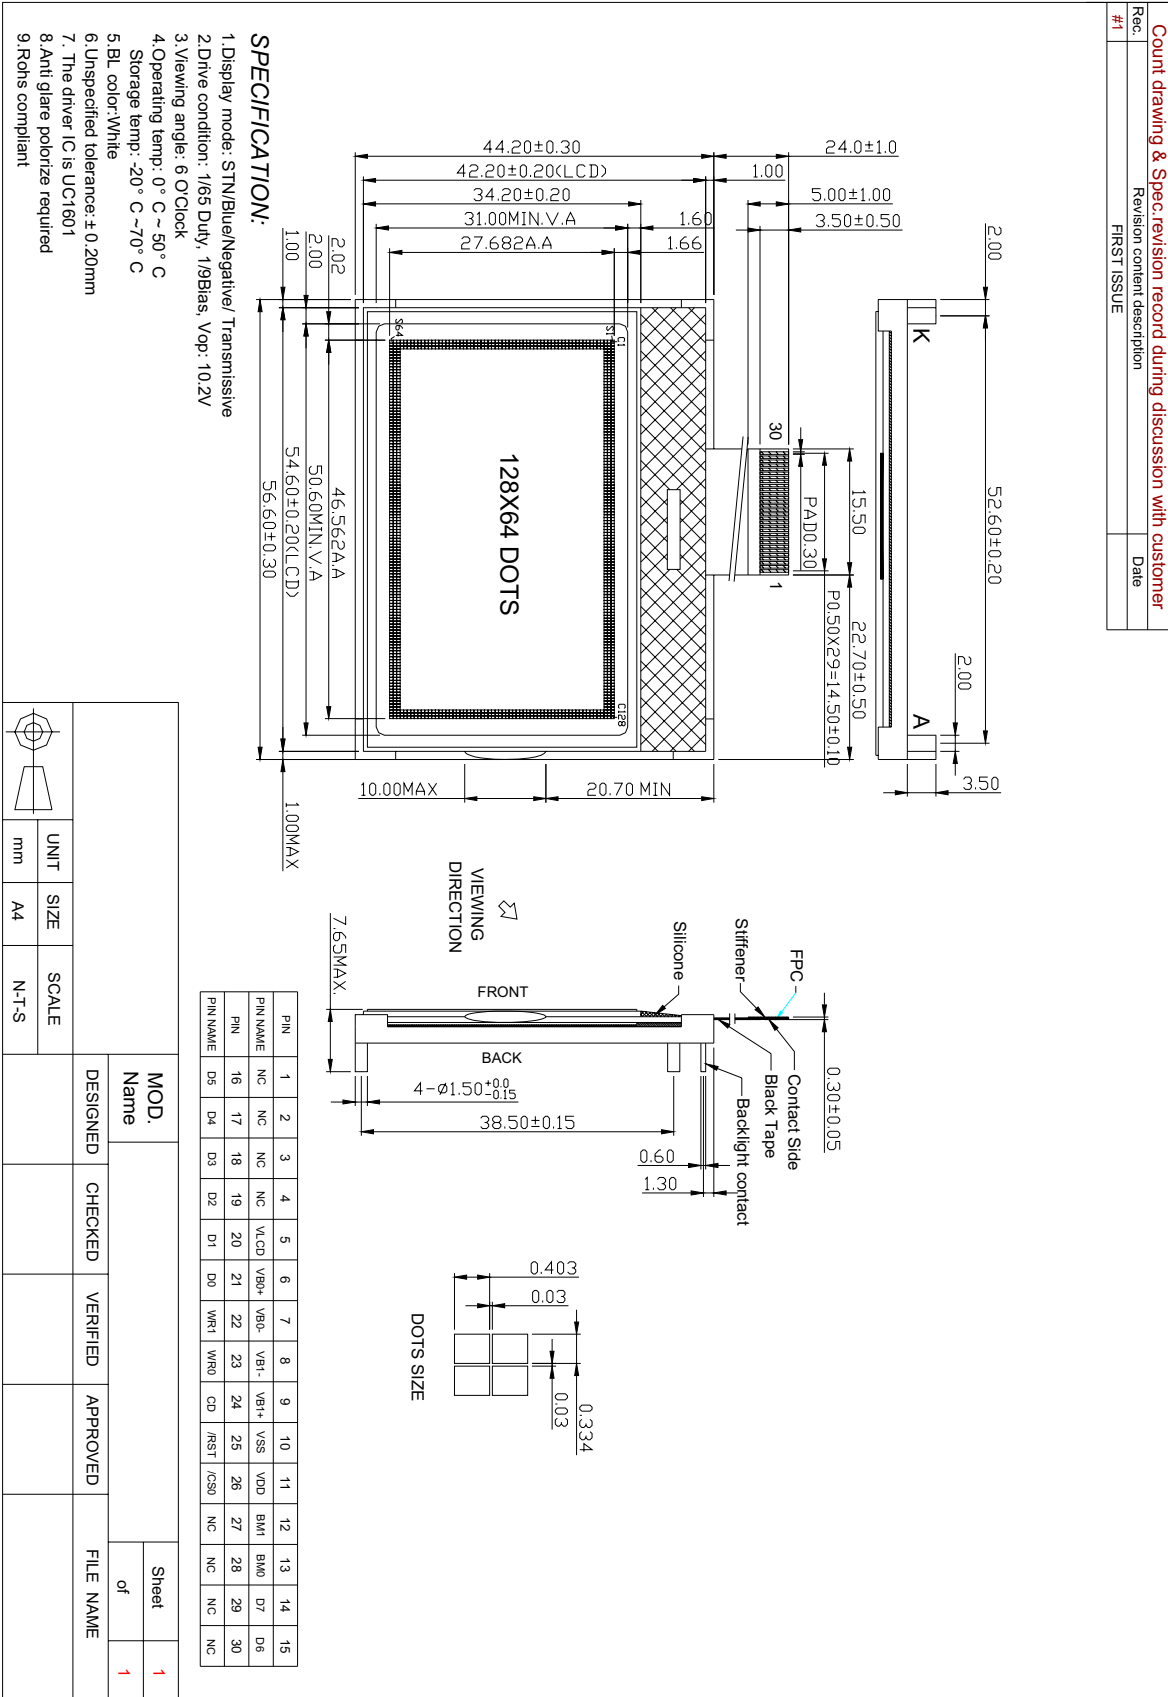 Count drawing & Spec.revision record during discussion with customer
Rec. Revision content description Date
#1 FIRST ISSUE
2.00
52.60±0.20
2.00
3.50
K
A
24.0±1.0
1.00
5.00±1.00
3.50±0.50
44.20±0.30
42.20±0.20(LCD)
34.20±0.20
31.00MIN.V.A
27.682A.A
1.60
1.66
30
1
15.50
PAD0.30
P0.50X29=14.50±0.10
22.70±0.50
S64
S1
C1
C128
128X64 DOTS
2.02
2.00
1.00
46.562A.A
50.60MIN.V.A
54.60±0.20(LCD)
56.60±0.30
1.00MAX
10.00MAX
20.70 MIN
SPECIFICATION:
1.Display mode: STN/Blue/Negative/ Transmissive
2.Drive condition: 1/65 Duty, 1/9Bias, Vop: 10.2V
3.Viewing angle: 6 O'Clock
4.Operating temp: 0° C ~ 50° C
Storage temp: -20° C ~70° C
5.BL color:White
6.Unspecified tolerance: ± 0.20mm
7. The driver IC is UC1601
8.Anti glare polorize required
9.Rohs compliant
VIEWING
DIRECTION
FPC
Stiffener
Silicone
0.30±0.05
Contact Side
Black Tape
Backlight contact
FRONT
BACK
7.65MAX.
4-Ø1.50+0.0-0.15
38.50±0.15
0.60
1.30
0.403
0.03
0.334
0.03
DOTS SIZE
PIN 1 2 3 4 5 6 7 8 9 10 11 12 13 14 15
PIN NAME NC NC NC NC VLCD VB0+ VB0- VB1- VB1+ VSS VDD BM1 BM0 D7 D6
PIN 16 17 18 19 20 21 22 23 24 25 26 27 28 29 30
PIN NAME D5 D4 D3 D2 D1 D0 WR1 WR0 CD /RST /CS0 NC NC NC NC
MOD.
Name
Sheet 1
of 1
UNIT SIZE SCALE
mm A4 N-T-S
DESIGNED CHECKED VERIFIED APPROVED FILE NAME